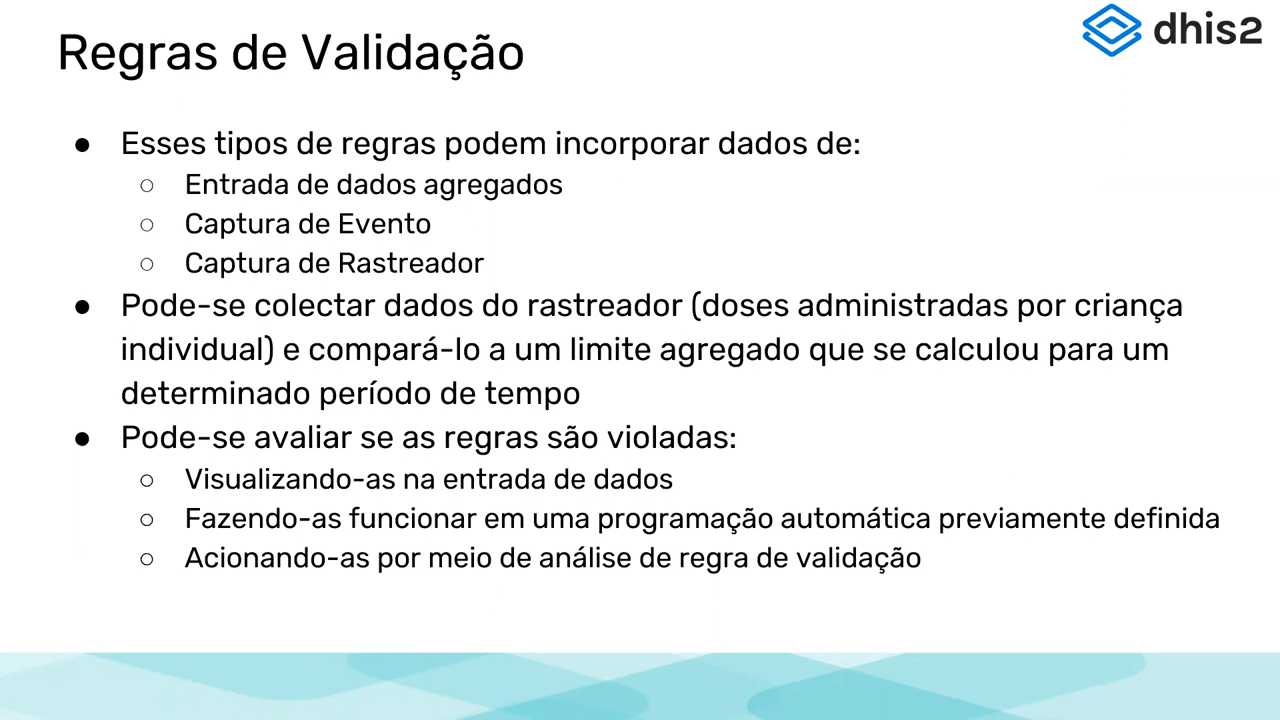 dhis2
Regras de Validação
● Esses tipos de regras podem incorporar dados de:
○ Entrada de dados agregados
○ Captura de Evento
○ Captura de Rastreador
● Pode-se colectar dados do rastreador (doses administradas por criança
individual) e compará-lo a um limite agregado que se calculou para um
determinado período de tempo
● Pode-se avaliar se as regras são violadas:
○ Visualizando-as na entrada de dados
○ Fazendo-as funcionar em uma programação automática previamente definida
○ Acionando-as por meio de análise de regra de validação